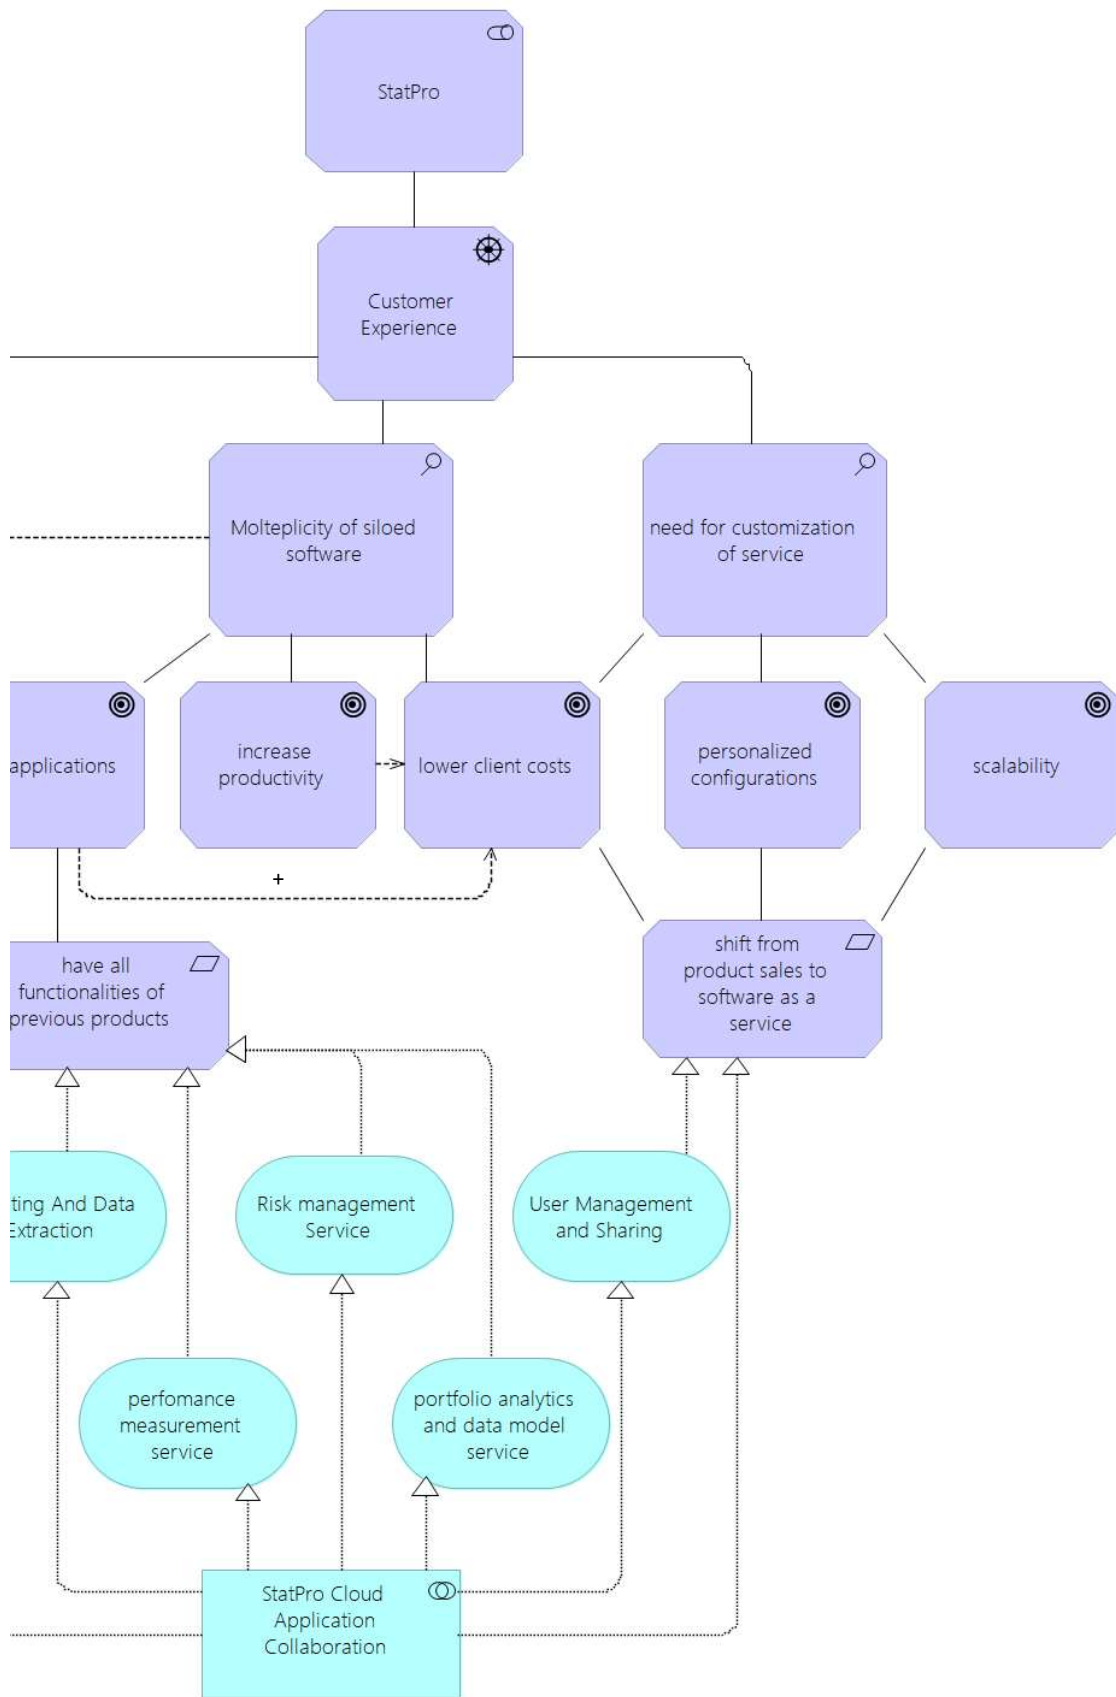 StatPro
Customer
Experience
Molteplicity of siloed
software
need for customization
of service
applications
increase
productivity
lower client costs
personalized
configurations
scalability
+
have all
functionalities of
previous products
shift from
product sales to
software as a
service
ting And Data
Extraction
Risk management
Service
User Management
and Sharing
perfomance
measurement
service
portfolio analytics
and data model
service
StatPro Cloud
Application
Collaboration